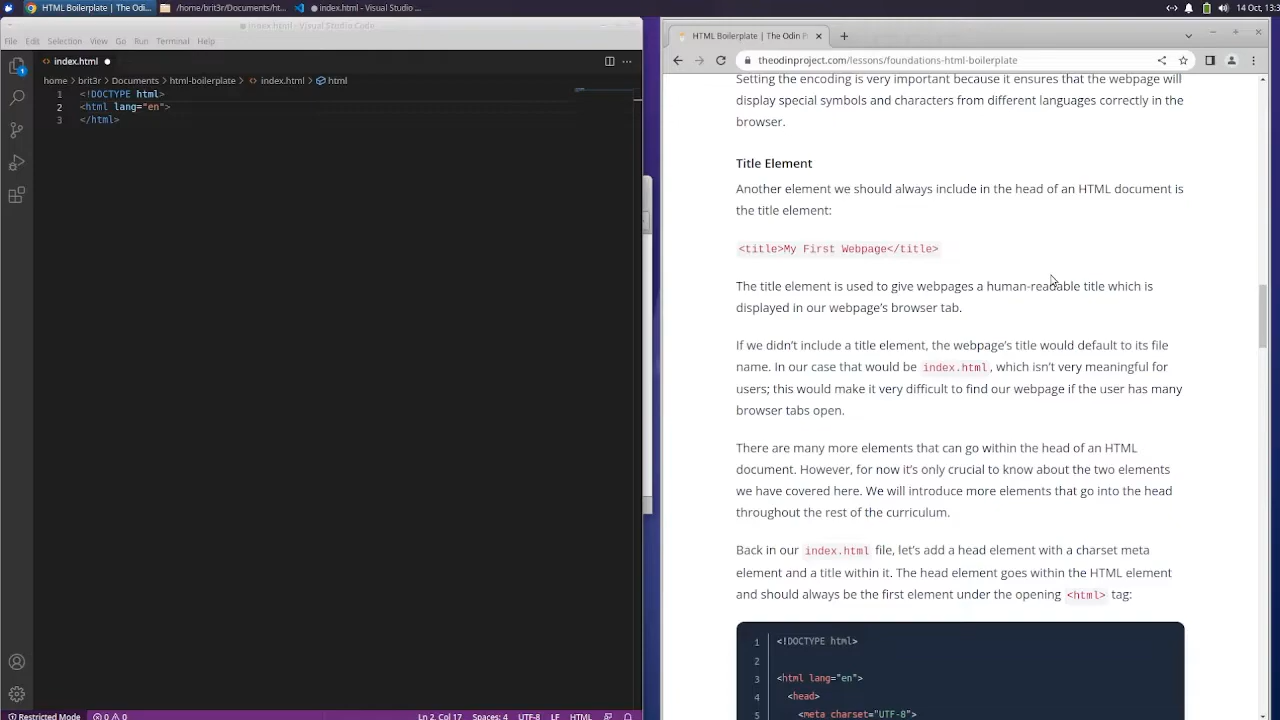 HTML Boilerplate | The Odi...
/home/brit3r/Documents/ht...
index.html - Visual Studio ...
14 Oct, 13:3
index.html - Visual Studio Code
File Edit Selection View Go Run Terminal Help
index.html
home > brit3r > Documents > html-boilerplate > index.html > html
1 <!DOCTYPE html>
2 <html lang="en">
3 </html>
1
Restricted Mode 0 0 Ln 2, Col 17 Spaces: 4 UTF-8 LF HTML
HTML Boilerplate | The Odin P
theodinproject.com/lessons/foundations-html-boilerplate
Setting the encoding is very important because it ensures that the webpage will
display special symbols and characters from different languages correctly in the
browser.
Title Element
Another element we should always include in the head of an HTML document is
the title element:
<title>My First Webpage</title>
The title element is used to give webpages a human-readable title which is
displayed in our webpage’s browser tab.
If we didn’t include a title element, the webpage’s title would default to its file
name. In our case that would be index.html, which isn’t very meaningful for
users; this would make it very difficult to find our webpage if the user has many
browser tabs open.
There are many more elements that can go within the head of an HTML
document. However, for now it’s only crucial to know about the two elements
we have covered here. We will introduce more elements that go into the head
throughout the rest of the curriculum.
Back in our index.html file, let’s add a head element with a charset meta
element and a title within it. The head element goes within the HTML element
and should always be the first element under the opening <html> tag:
1 <!DOCTYPE html>
2
3 <html lang="en">
4 <head>
5 <meta charset="UTF-8">